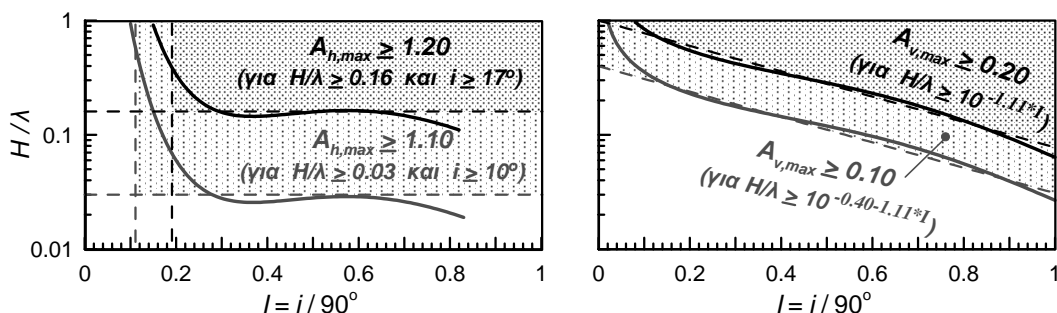 1
0.1
0.01
H/λ
A_h,max ≥ 1.20
(για H/λ ≥ 0.16 και i ≥ 17°)
A_h,max ≥ 1.10
(για H/λ ≥ 0.03 και i ≥ 10°)
0 0.2 0.4 0.6 0.8 1
I = i / 90°
A_v,max ≥ 0.20
(για H/λ ≥ 10^-1.11*I)
A_v,max ≥ 0.10
(για H/λ ≥ 10^-0.40-1.11*I)
0 0.2 0.4 0.6 0.8 1
I = i / 90°